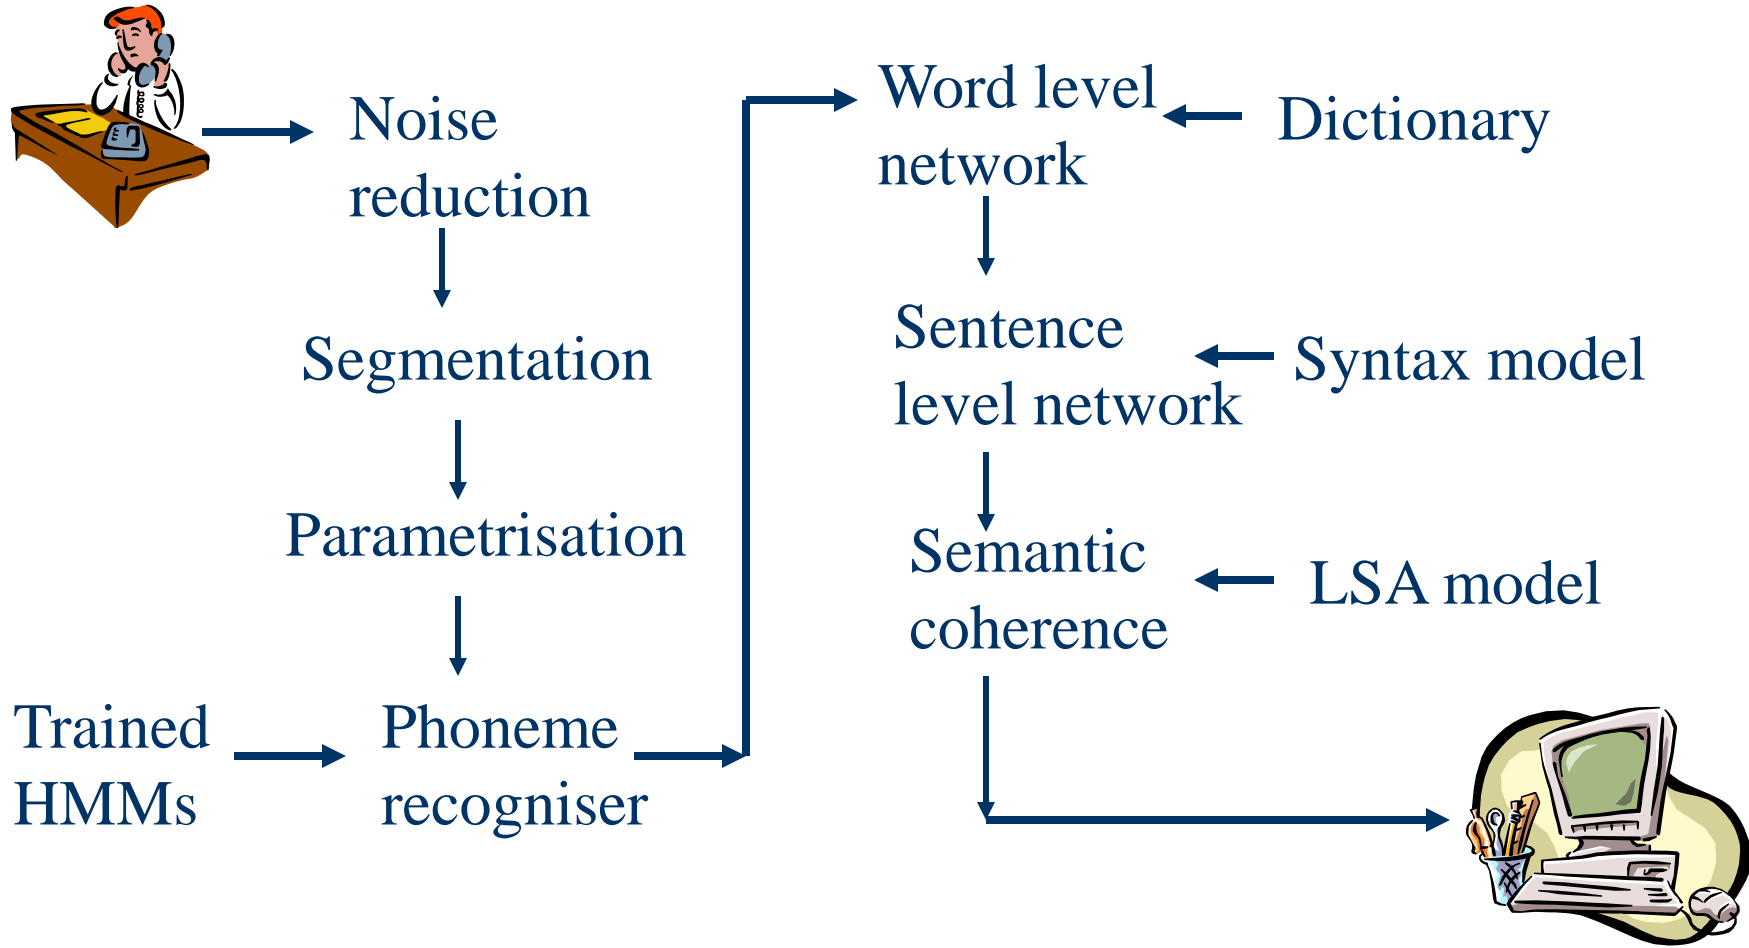 Noise
reduction
Segmentation
Parametrisation
Trained
HMMs
Phoneme
recogniser
Word level
network
Dictionary
Sentence
level network
Syntax model
Semantic
coherence
LSA model